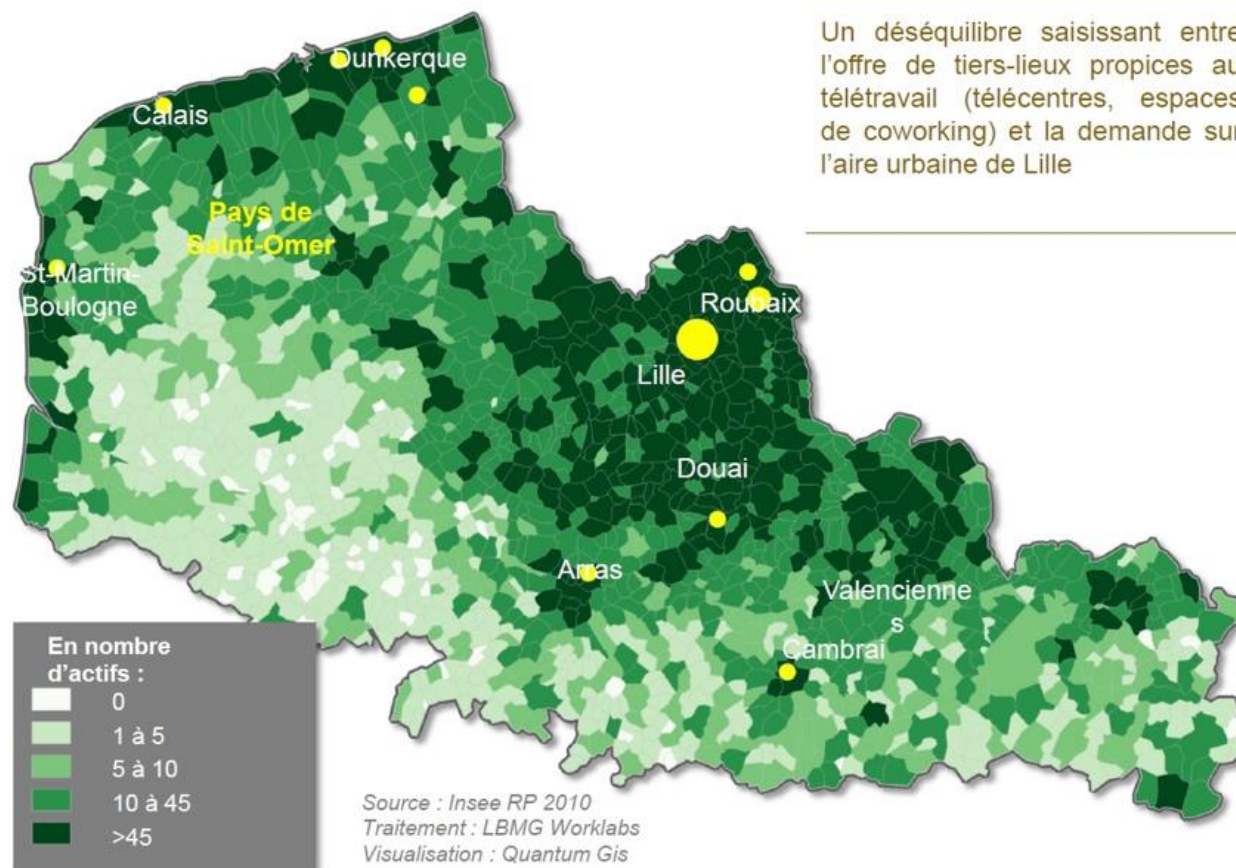 Un déséquilibre saisissant entre
l'offre de tiers-lieux propices au
télétravail (télécentres, espaces
de coworking) et la demande sur
l'aire urbaine de Lille
Dunkerque
Calais
Pays de
Saint-Omer
St-Martin-
Boulogne
Roubaix
Lille
Douai
Arras
Valencienne
s
Cambrai
En nombre
d'actifs :
0
1 à 5
5 à 10
10 à 45
>45
Source : Insee RP 2010
Traitement : LBMG Worklabs
Visualisation : Quantum Gis